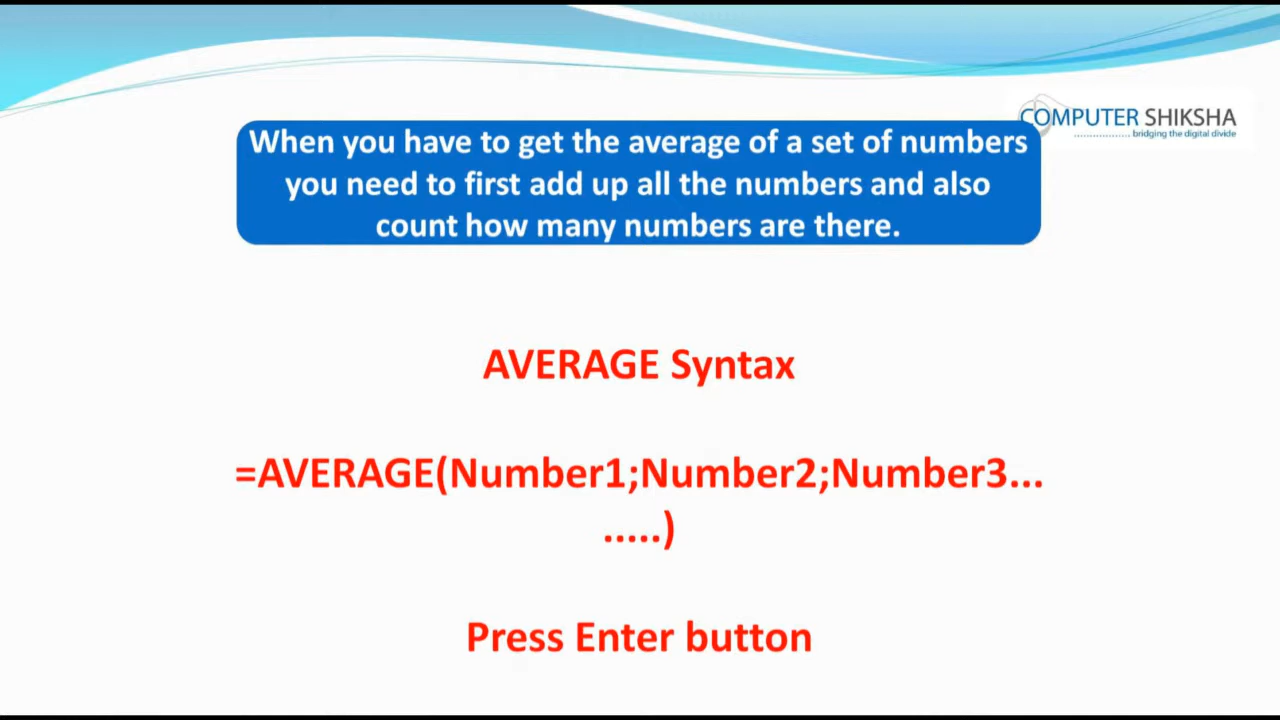 COMPUTER SHIKSHA
bridging the digital divide
When you have to get the average of a set of numbers
you need to first add up all the numbers and also
count how many numbers are there.
AVERAGE Syntax
=AVERAGE(Number1;Number2;Number3...
.....)
Press Enter button